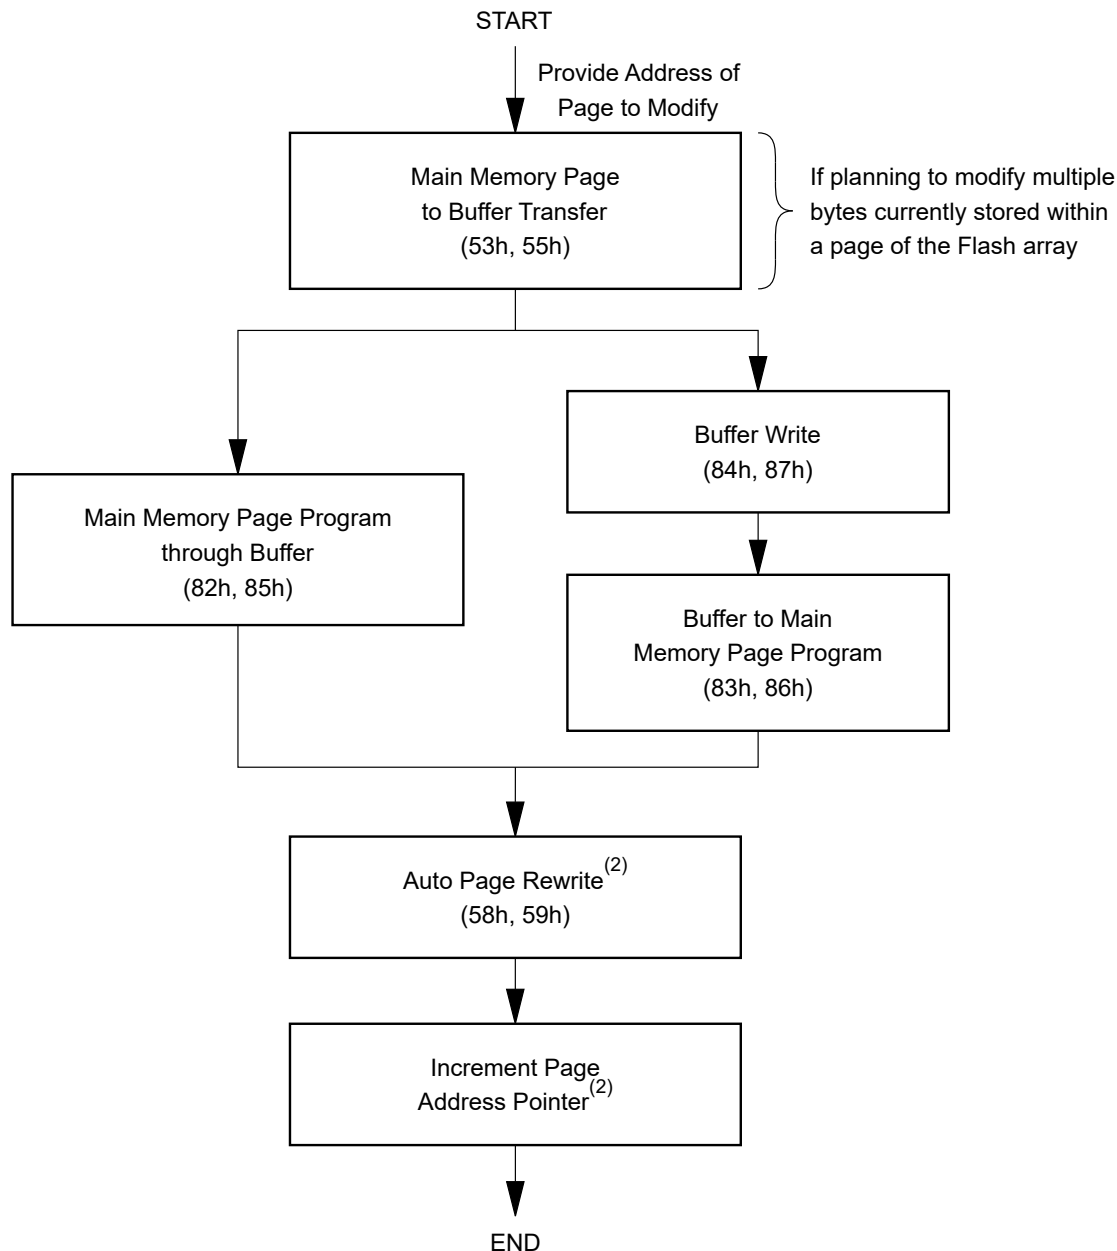 START
Provide Address of
Page to Modify
Main Memory Page
to Buffer Transfer
(53h, 55h)
If planning to modify multiple
bytes currently stored within
a page of the Flash array
Buffer Write
(84h, 87h)
Main Memory Page Program
through Buffer
(82h, 85h)
Buffer to Main
Memory Page Program
(83h, 86h)
Auto Page Rewrite(2)
(58h, 59h)
Increment Page
Address Pointer(2)
END